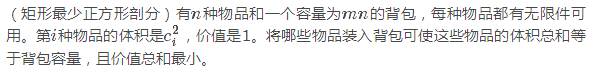 （矩形最少正方形剖分）有n种物品和一个容量为mn的背包，每种物品都有无限件可
用。第i种物品的体积是c_i^2，价值是1。将哪些物品装入背包可使这些物品的体积总和等
于背包容量，且价值总和最小。